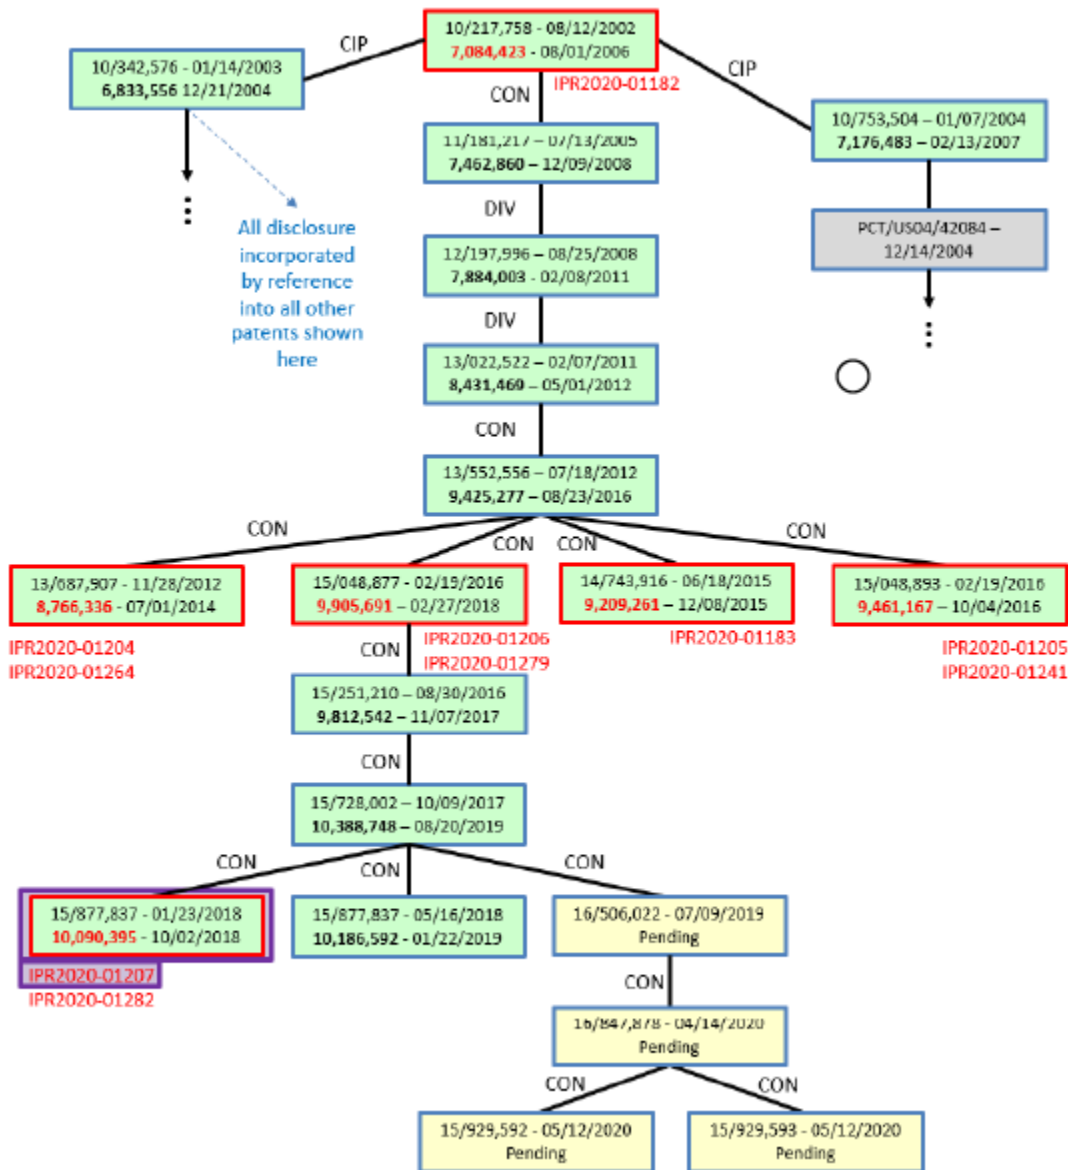 10/217,758 - 08/12/2002
7,084,423 - 08/01/2006
IPR2020-01182
CIP
10/342,576 - 01/14/2003
6,833,556 12/21/2004
CIP
10/753,504 – 01/07/2004
7,176,483 – 02/13/2007
PCT/US04/42084 –
12/14/2004
⋮
⋮
All disclosure
incorporated
by reference
into all other
patents shown
here
CON
11/181,217 – 07/13/2005
7,462,860 – 12/09/2008
DIV
12/197,996 – 08/25/2008
7,884,003 - 02/08/2011
DIV
13/022,522 – 02/07/2011
8,431,469 – 05/01/2012
CON
13/552,556 – 07/18/2012
9,425,277 – 08/23/2016
CON
CON
CON
CON
13/687,907 - 11/28/2012
8,766,336 - 07/01/2014
IPR2020-01204
IPR2020-01264
15/048,877 - 02/19/2016
9,905,691 – 02/27/2018
IPR2020-01206
IPR2020-01279
14/743,916 - 06/18/2015
9,209,261 – 12/08/2015
IPR2020-01183
15/048,893 - 02/19/2016
9,461,167 – 10/04/2016
IPR2020-01205
IPR2020-01241
CON
15/251,210 – 08/30/2016
9,812,542 – 11/07/2017
CON
15/728,002 – 10/09/2017
10,388,748 – 08/20/2019
CON
CON
CON
15/877,837 - 01/23/2018
10,090,395 - 10/02/2018
IPR2020-01207
IPR2020-01282
15/877,837 - 05/16/2018
10,186,592 – 01/22/2019
16/506,022 - 07/09/2019
Pending
CON
16/847,878 - 04/14/2020
Pending
CON
CON
15/929,592 - 05/12/2020
Pending
15/929,593 - 05/12/2020
Pending